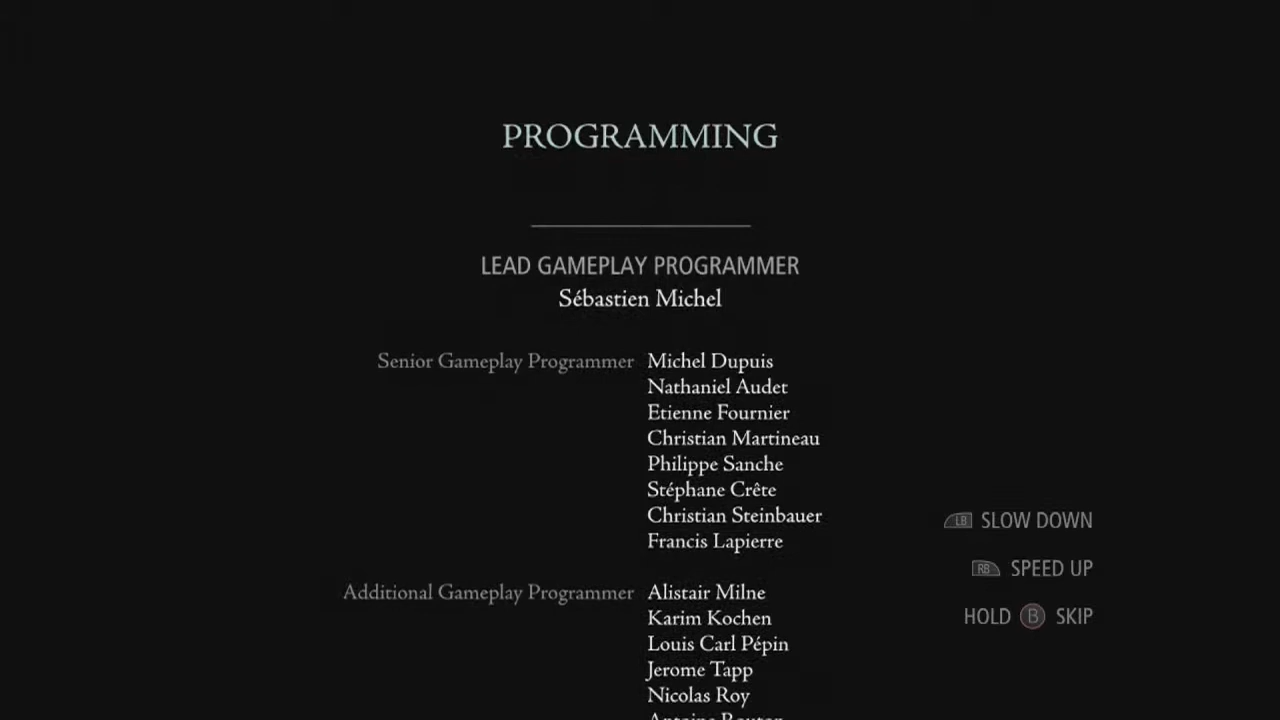 PROGRAMMING
LEAD GAMEPLAY PROGRAMMER
Sébastien Michel
Senior Gameplay Programmer Michel Dupuis
Nathaniel Audet
Etienne Fournier
Christian Martineau
Philippe Sanche
Stéphane Crête
Christian Steinbauer
Francis Lapierre
LB SLOW DOWN
RB SPEED UP
Additional Gameplay Programmer Alistair Milne
Karim Kochen
HOLD B SKIP
Louis Carl Pépin
Jerome Tapp
Nicolas Roy